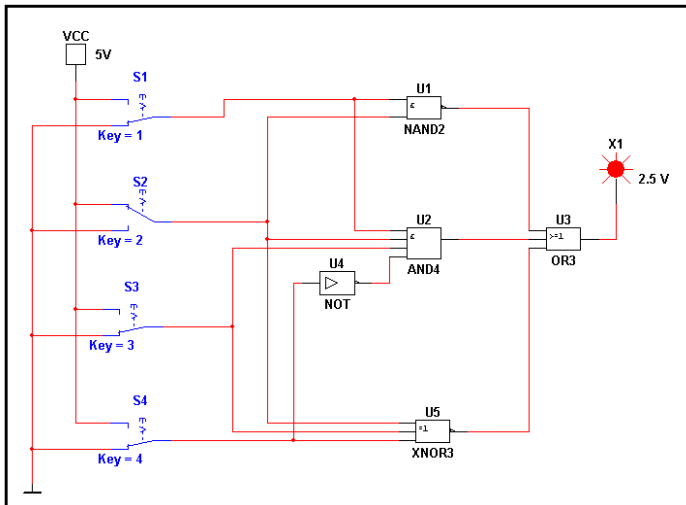 VCC
5V
S1
Key = 1
U1
&
NAND2
X1
2.5 V
S2
Key = 2
U2
&
AND4
U3
>=1
OR3
U4
NOT
S3
Key = 3
S4
Key = 4
U5
=1
XNOR3